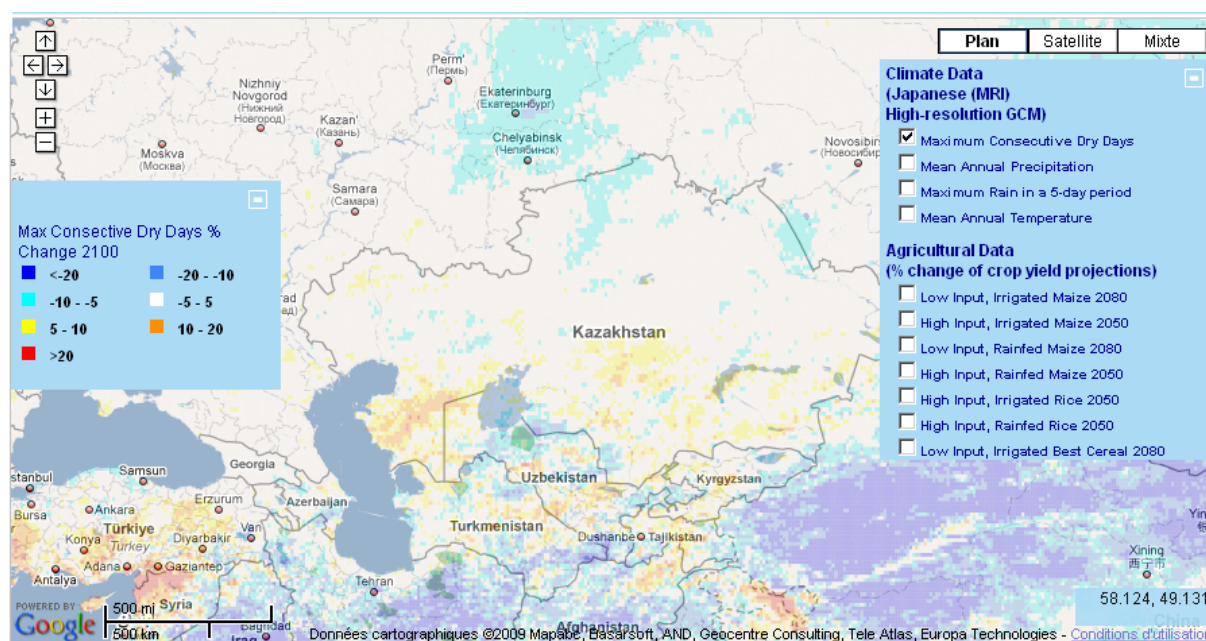 Plan
Satellite
Mixte
Climate Data
(Japanese (MRI)
High-resolution GCM)
Maximum Consecutive Dry Days
Mean Annual Precipitation
Maximum Rain in a 5-day period
Mean Annual Temperature
Agricultural Data
(% change of crop yield projections)
Low Input, Irrigated Maize 2080
High Input, Irrigated Maize 2050
Low Input, Rainfed Maize 2080
High Input, Rainfed Maize 2050
High Input, Irrigated Rice 2050
High Input, Rainfed Rice 2050
Low Input, Irrigated Best Cereal 2080
Max Consective Dry Days %
Change 2100
<-20
-20 - -10
-10 - -5
-5 - 5
5 - 10
10 - 20
>20
Perm'
(Пермь)
Nizhniy
Novgorod
(Нижний
Новгород)
Ekaterinburg
(Екатеринбург)
Kazan'
(Казань)
Chelyabinsk
(Челябинск)
Moskva
(Москва)
Novosibirs
(Новосибир
Samara
(Самара)
Kazakhstan
Georgia
Samsun
stanbul
Bursa
Ankara
Erzurum
Azerbaijan
Uzbekistan
Kyrgyzstan
Türkiye
Turkey
Van
Konya
Diyarbakir
Turkmenistan
Dushanbe
Tajikistan
Adana
Gaziantep
Antalya
Tehran
Xining
西宁市
Syria
Baghdad
Iraq
Afghanistan
China
58.124, 49.131
POWERED BY
Google
500 mi
500 km
Données cartographiques ©2009 Mapabc, Basarsoft, AND, Geocentre Consulting, Tele Atlas, Europa Technologies - Conditions d'utilisation